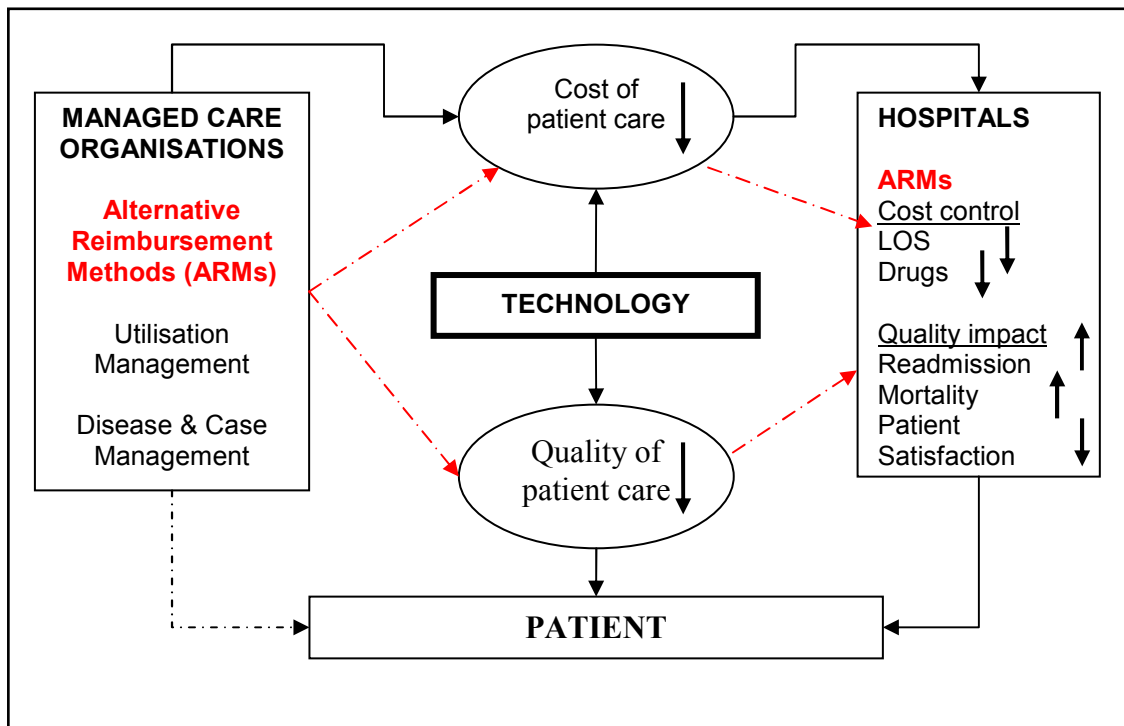 MANAGED CARE
ORGANISATIONS
Alternative
Reimbursement
Methods (ARMs)
Utilisation
Management
Disease & Case
Management
Cost of
patient care
TECHNOLOGY
Quality of
patient care
HOSPITALS
ARMs
Cost control
LOS
Drugs
Quality impact
Readmission
Mortality
Patient
Satisfaction
PATIENT